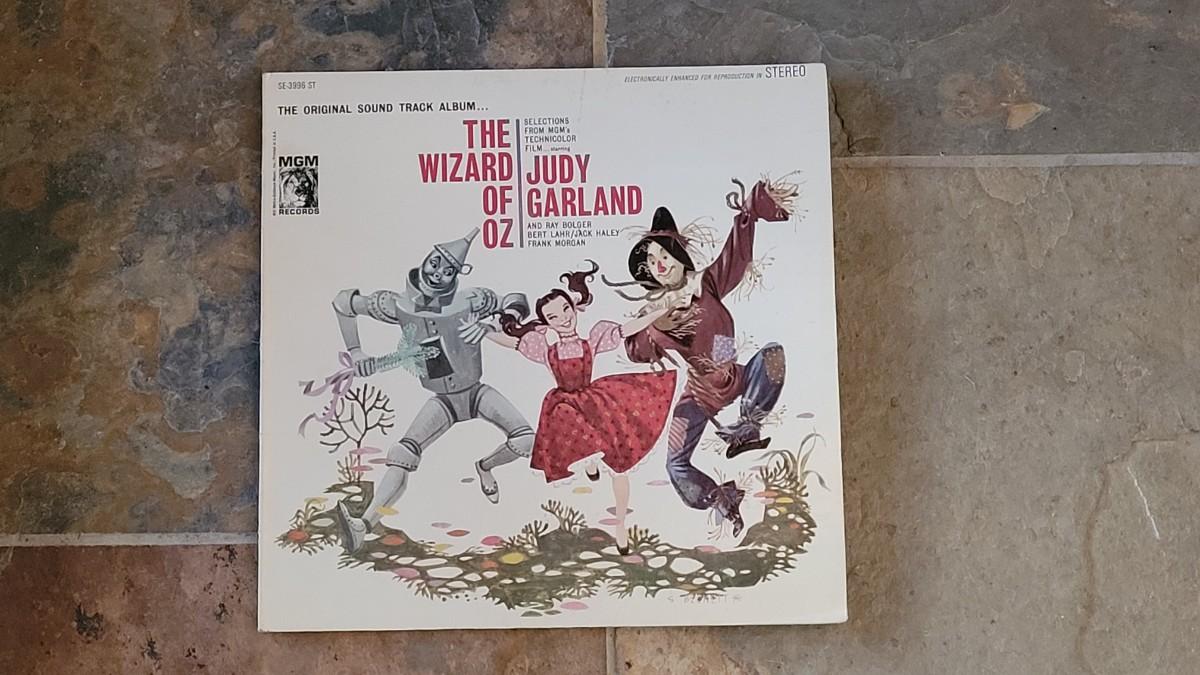 SE-3996 ST
ELECTRONICALLY ENHANCED FOR REPRODUCTION IN STEREO
THE ORIGINAL SOUND TRACK ALBUM...
THE
WIZARD
OF
OZ
SELECTIONS
FROM MGM's
TECHNICOLOR
FILM...starring
JUDY
GARLAND
AND RAY BOLGER
BERT LAHR/JACK HALEY
FRANK MORGAN
MGM
RECORDS